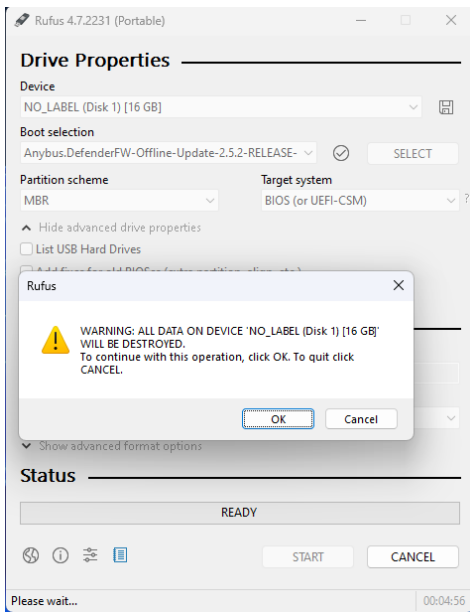 Rufus 4.7.2231 (Portable)
Drive Properties
Device
NO_LABEL (Disk 1) [16 GB]
Boot selection
Anybus.DefenderFW-Offline-Update-2.5.2-RELEASE-
SELECT
Partition scheme
Target system
MBR
BIOS (or UEFI-CSM)
?
Hide advanced drive properties
List USB Hard Drives
Rufus
WARNING: ALL DATA ON DEVICE 'NO_LABEL (Disk 1) [16 GB]'
WILL BE DESTROYED.
To continue with this operation, click OK. To quit click
CANCEL.
OK
Cancel
Show advanced format options
Status
READY
START
CANCEL
Please wait...
00:04:56